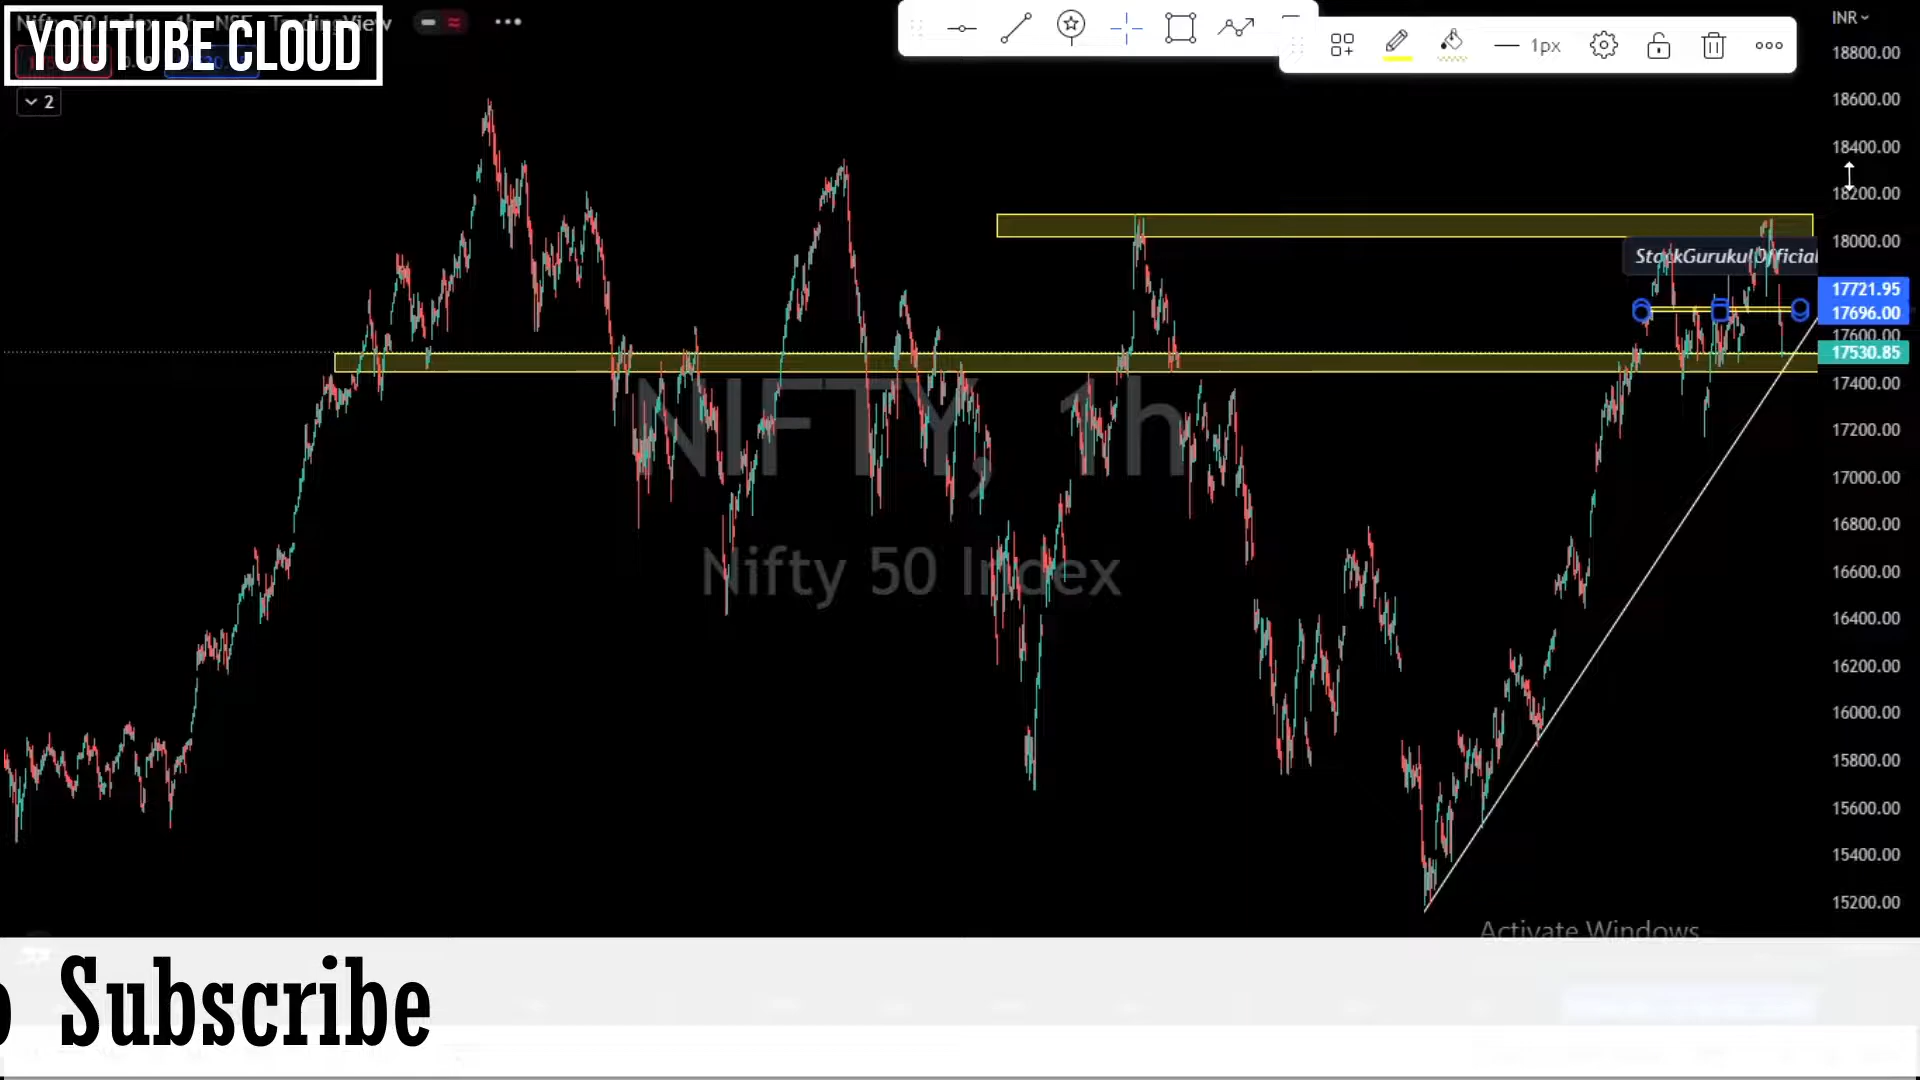 YOUTUBE CLOUD
2
1px
INR
18800.00
18600.00
18400.00
18200.00
18000.00
StockGurukulOfficial
17721.95
17696.00
17600.00
17530.85
17400.00
17200.00
17000.00
16800.00
16600.00
16400.00
16200.00
16000.00
15800.00
15600.00
15400.00
15200.00
NIFTY, 1h
Nifty 50 Index
Activate Windows
Subscribe